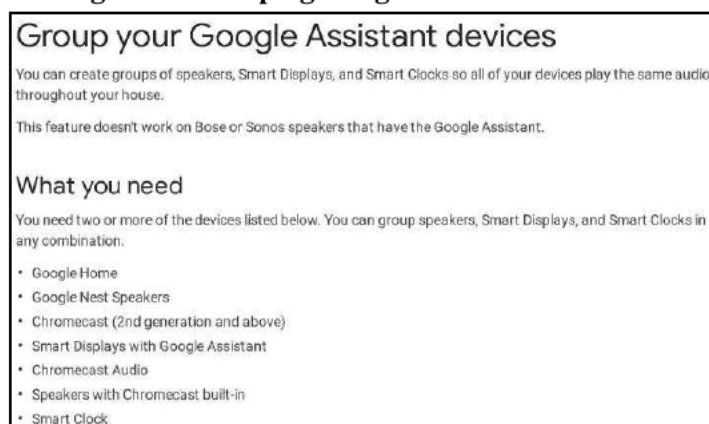 Group your Google Assistant devices
You can create groups of speakers, Smart Displays, and Smart Clocks so all of your devices play the same audio
throughout your house.
This feature doesn't work on Bose or Sonos speakers that have the Google Assistant.
What you need
You need two or more of the devices listed below. You can group speakers, Smart Displays, and Smart Clocks in
any combination.
• Google Home
• Google Nest Speakers
• Chromecast (2nd generation and above)
• Smart Displays with Google Assistant
• Chromecast Audio
• Speakers with Chromecast built-in
• Smart Clock